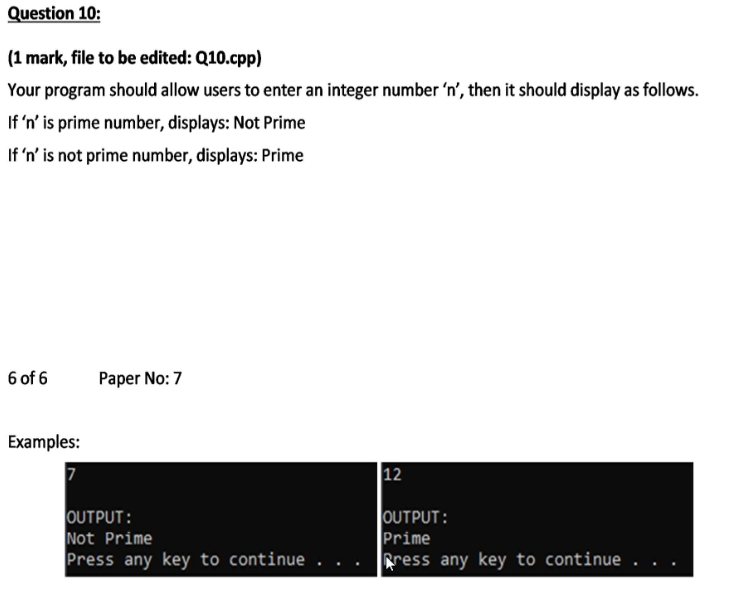 Question 10:
(1 mark, file to be edited: Q10.cpp)
Your program should allow users to enter an integer number ‘n’, then it should display as follows.
If ‘n’ is prime number, displays: Not Prime
If ‘n’ is not prime number, displays: Prime
6 of 6 Paper No: 7
Examples:
7
OUTPUT:
Not Prime
Press any key to continue . . .
12
OUTPUT:
Prime
Press any key to continue . . .